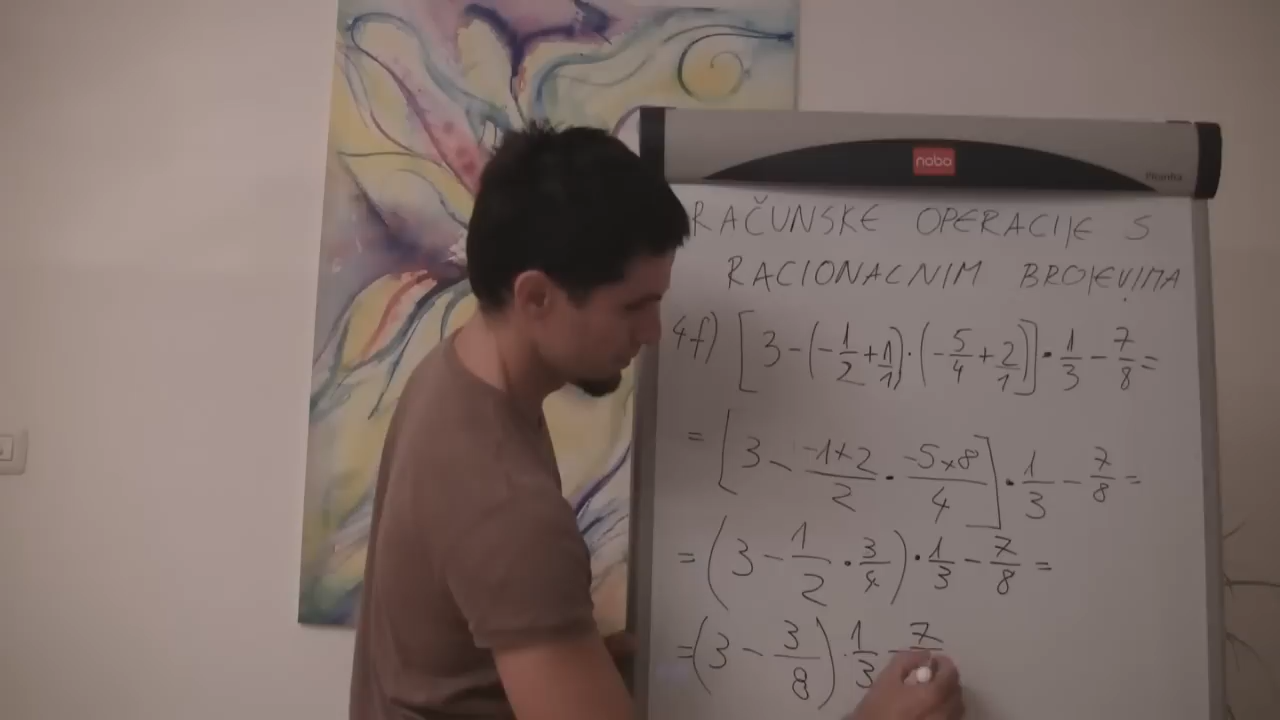 nobo
Piranha
RAČUNSKE OPERACIJE S
RACIONALNIM BROJEVIMA
4f) [3-(-1/2+1/1)·(-5/4+2/1)]·1/3-7/8=
=[3-(-1+2)/2·(-5+8)/4]·1/3-7/8=
=(3-1/2·3/4)·1/3-7/8=
=(3-3/8)·1/3-7